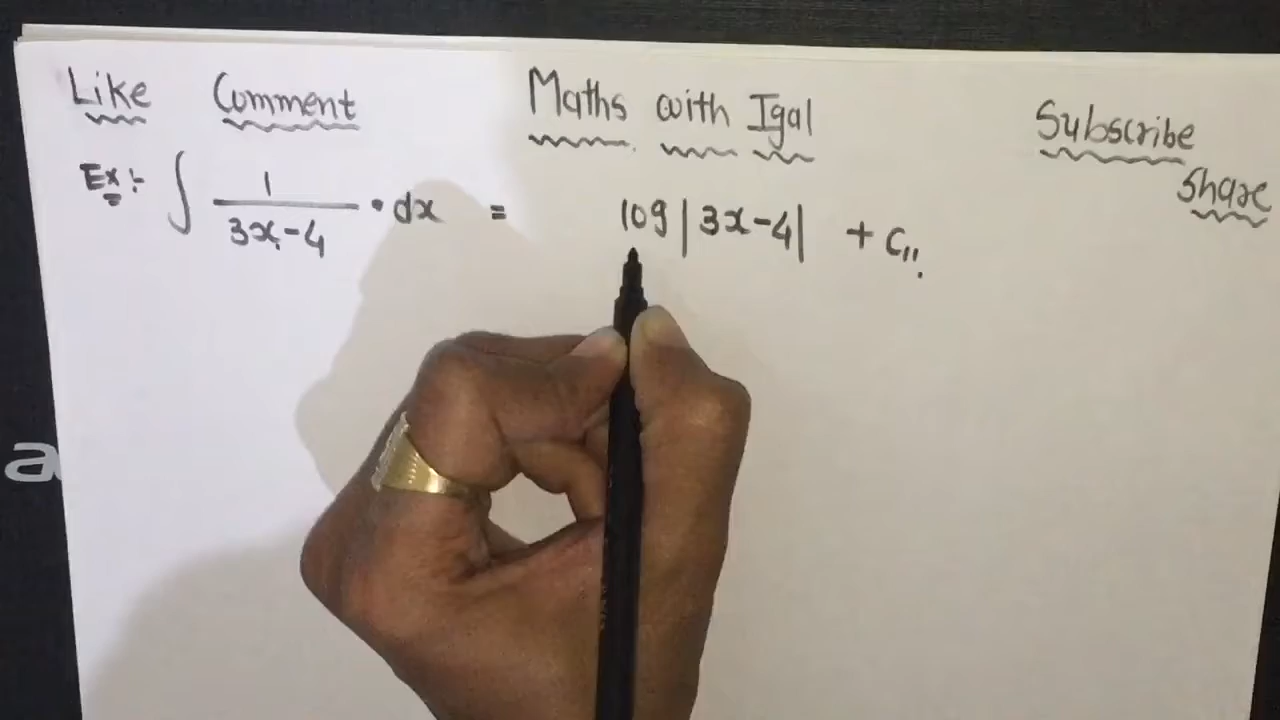 Like Comment Maths with Igal Subscribe
Share
Ex:- ∫ 1/(3x-4) • dx = log|3x-4| + c,,.
a